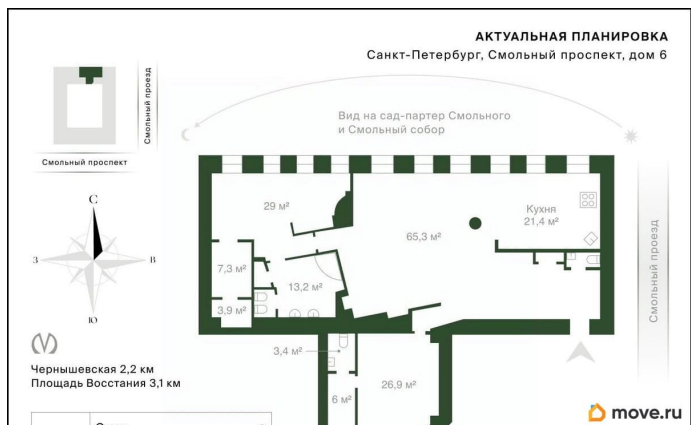 АКТУАЛЬНАЯ ПЛАНИРОВКА
Санкт-Петербург, Смольный проспект, дом 6
Смольный проезд
Смольный проспект
Вид на сад-партер Смольного
и Смольный собор
С
З
В
Ю
29 м²
65,3 м²
Кухня
21,4 м²
7,3 м²
13,2 м²
3,9 м²
Смольный проезд
3,4 м²
26,9 м²
6 м²
Чернышевская 2,2 км
Площадь Восстания 3,1 км
move.ru